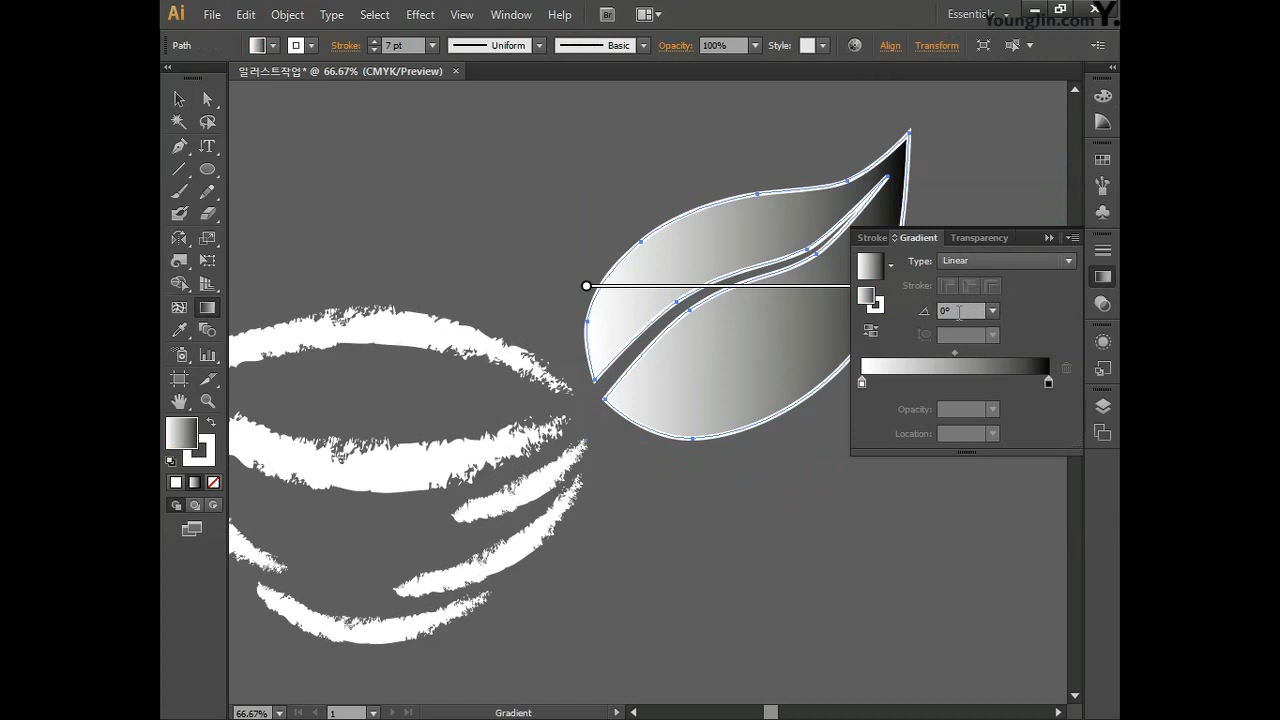 Ai File Edit Object Type Select Effect View Window Help Br Essentials
YoungJin.com Y.
Path Stroke: 7 pt Uniform Basic Opacity: 100% Style: Align Transform
일러스트작업* @ 66.67% (CMYK/Preview) ×
Stroke Gradient Transparency
Type: Linear
Stroke:
0°
Opacity:
Location:
66.67% 1 Gradient